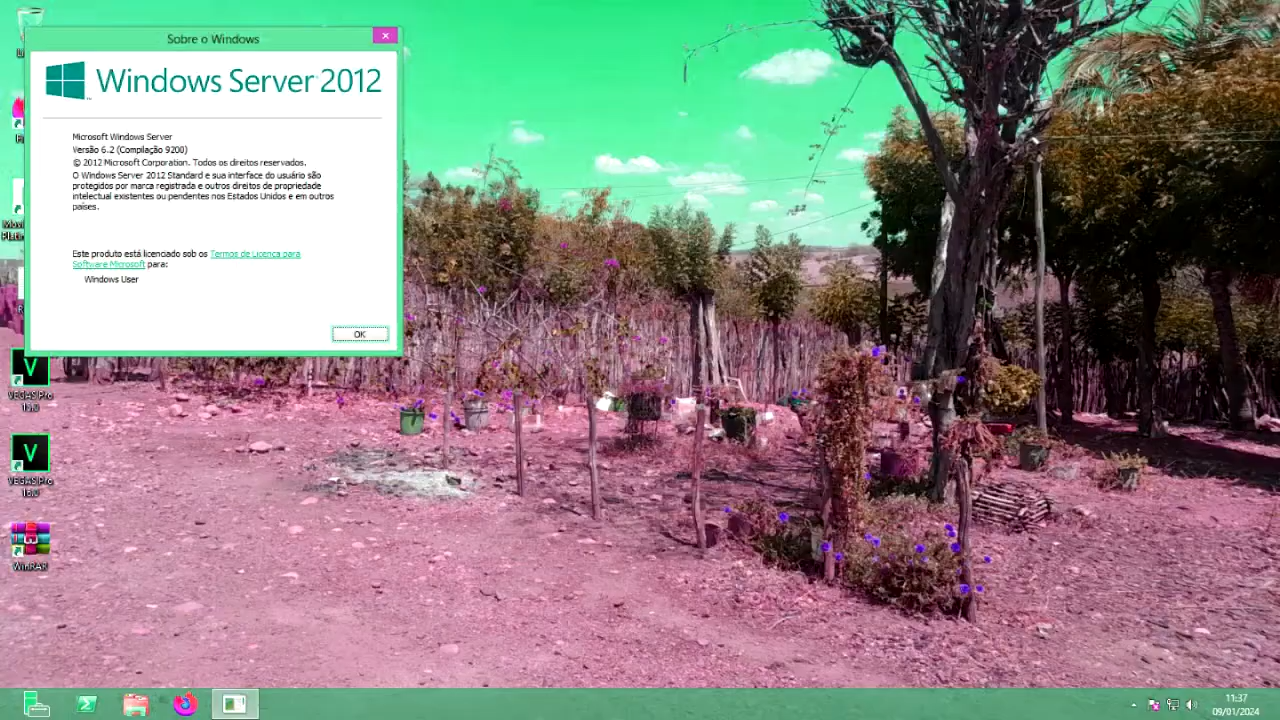 Sobre o Windows
Windows Server 2012
Microsoft Windows Server
Versão 6.2 (Compilação 9200)
© 2012 Microsoft Corporation. Todos os direitos reservados.
O Windows Server 2012 Standard e sua interface do usuário são
protegidos por marca registrada e outros direitos de propriedade
intelectual existentes ou pendentes nos Estados Unidos e em outros
países.
Este produto está licenciado sob os Termos de Licença para
Software Microsoft para:
Windows User
OK
VEGAS Pro
VEGAS Pro
WinRAR
11:37
09/01/2024